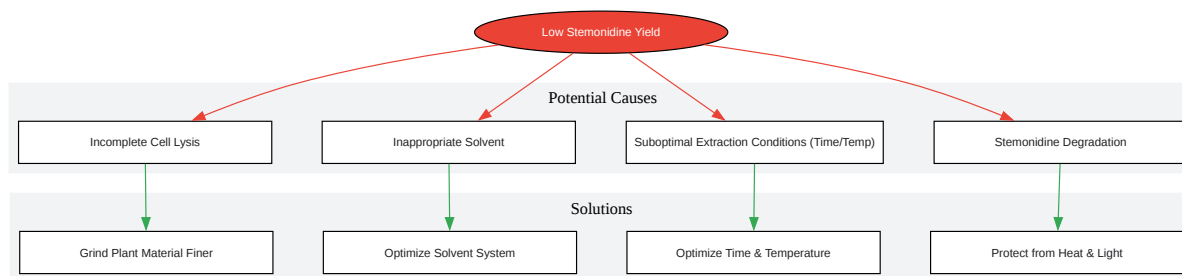 Low Stemonidine Yield
Potential Causes
Incomplete Cell Lysis
Inappropriate Solvent
Suboptimal Extraction Conditions (Time/Temp)
Stemonidine Degradation
Solutions
Grind Plant Material Finer
Optimize Solvent System
Optimize Time & Temperature
Protect from Heat & Light